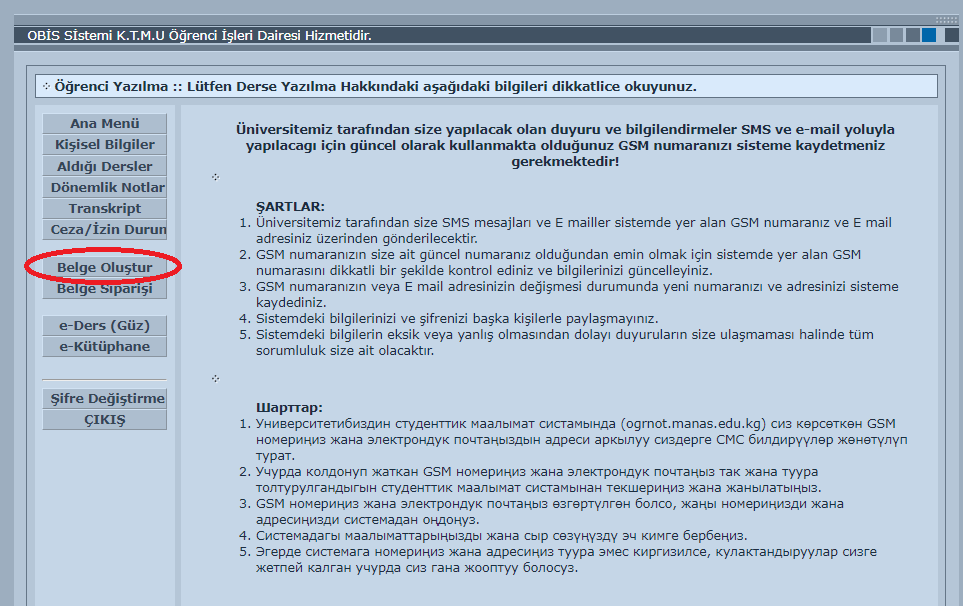 OBİS Sİstemi K.T.M.U Öğrenci İşleri Dairesi Hizmetidir.
Öğrenci Yazılma :: Lütfen Derse Yazılma Hakkındaki aşağıdaki bilgileri dikkatlice okuyunuz.
Ana Menü
Kişisel Bilgiler
Aldığı Dersler
Dönemlik Notlar
Transkript
Ceza/İzin Durun
Belge Oluştur
Belge Siparişi
e-Ders (Güz)
e-Kütüphane
Şifre Değiştirme
ÇIKIŞ
Üniversitemiz tarafından size yapılacak olan duyuru ve bilgilendirmeler SMS ve e-mail yoluyla
yapılacagı için güncel olarak kullanmakta olduğunuz GSM numaranızı sisteme kaydetmeniz
gerekmektedir!
ŞARTLAR:
1. Üniversitemiz tarafından size SMS mesajları ve E mailler sistemde yer alan GSM numaranız ve E mail
adresiniz üzerinden gönderilecektir.
2. GSM numaranızın size ait güncel numaranız olduğundan emin olmak için sistemde yer alan GSM
numarasını dikkatli bir şekilde kontrol ediniz ve bilgilerinizi güncelleyiniz.
3. GSM numaranızın veya E mail adresinizin değişmesi durumunda yeni numaranızı ve adresinizi sisteme
kaydediniz.
4. Sistemdeki bilgilerinizi ve şifrenizi başka kişilerle paylaşmayınız.
5. Sistemdeki bilgilerin eksik veya yanlış olmasından dolayı duyuruların size ulaşmaması halinde tüm
sorumluluk size ait olacaktır.
Шарттар:
1. Университетибиздин студенттик маалымат систамында (ogrnot.manas.edu.kg) сиз көрсөткөн GSM
номериңиз жана электрондук почтаңыздын адреси аркылуу сиздерге СМС билдирүүлөр жөнөтүлүп
турат.
2. Учурда колдонуп жаткан GSM номериңиз жана электрондук почтаңыз так жана туура
толтурулгандыгын студенттик маалымат систамынан текшериңиз жана жанылатыңыз.
3. GSM номериңиз жана электрондук почтаңыз өзгөртүлгөн болсо, жаңы номериңизди жана
адресиңизди системадан оңдоңуз.
4. Системадагы маалыматтарыңызды жана сыр сөзүңүздү эч кимге бербеңиз.
5. Эгерде системага номериңиз жана адресиңиз туура эмес киргизилсе, кулактандыруулар сизге
жетпей калган учурда сиз гана жооптуу болосуз.